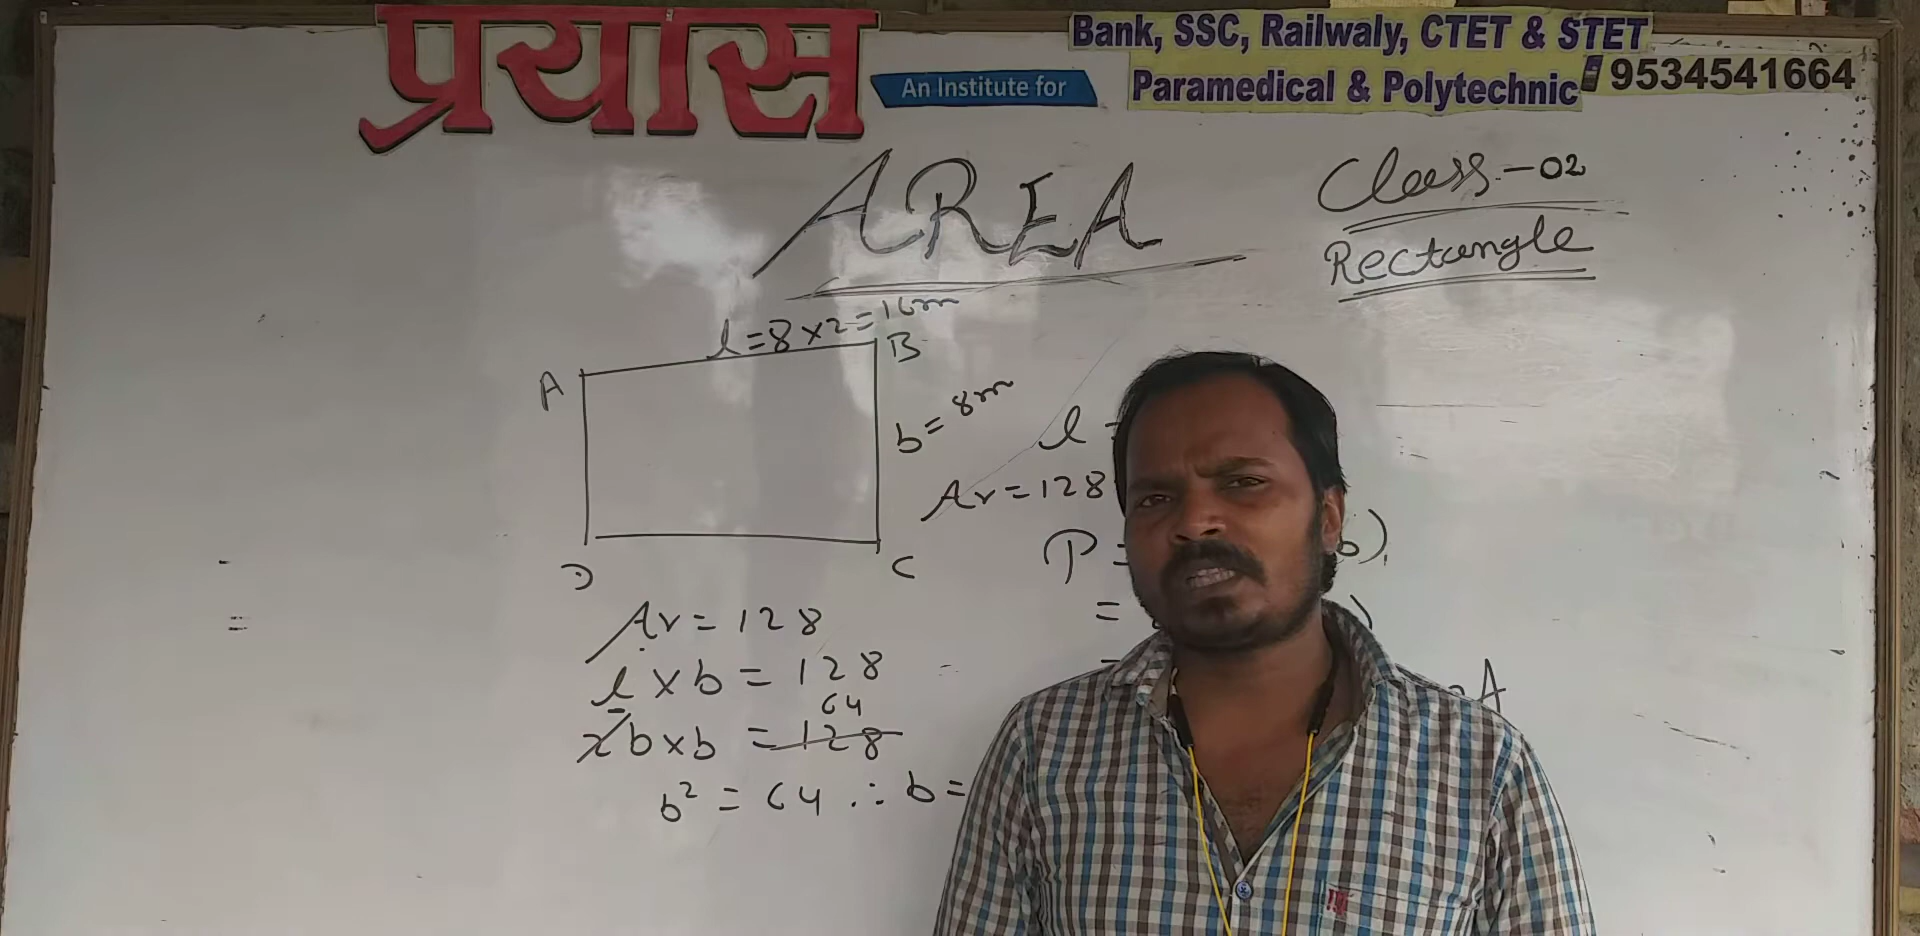 प्रयास
An Institute for
Bank, SSC, Railwaly, CTET & STET
Paramedical & Polytechnic 9534541664
AREA
Class-02
Rectangle
l=8×2=16m
A
B
b=8m
D
C
l
Ar=128
P=
b)
=
)
=
A
Ar=128
l×b=128
64
2b×b=128
b²=64 ∴ b=